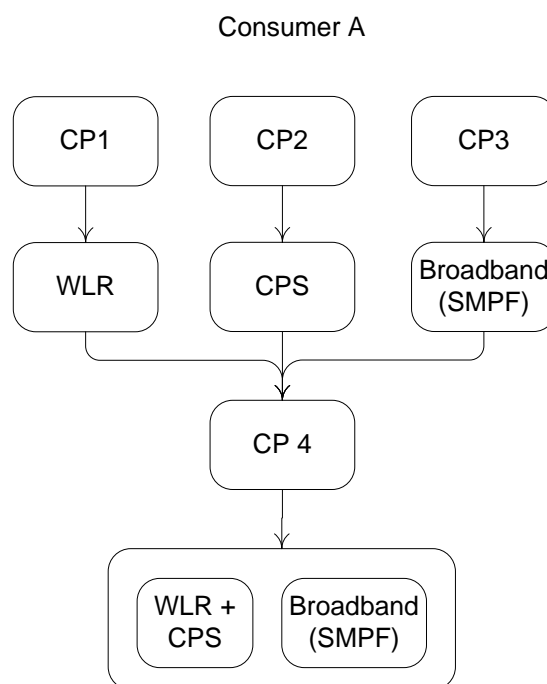 Consumer A
CP1
CP2
CP3
WLR
CPS
Broadband
(SMPF)
CP 4
WLR +
CPS
Broadband
(SMPF)